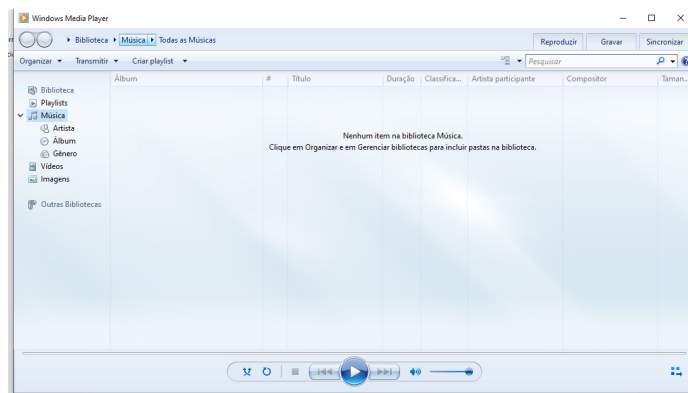 Windows Media Player
Biblioteca Música Todas as Músicas
Reproduzir Gravar Sincronizar
Organizar Transmitir Criar playlist
Pesquisar
Álbum # Título Duração Classifica... Artista participante Compositor Taman...
Biblioteca
Playlists
Música
Artista
Álbum
Gênero
Vídeos
Imagens
Outras Bibliotecas
Nenhum item na biblioteca Música.
Clique em Organizar e em Gerenciar bibliotecas para incluir pastas na biblioteca.